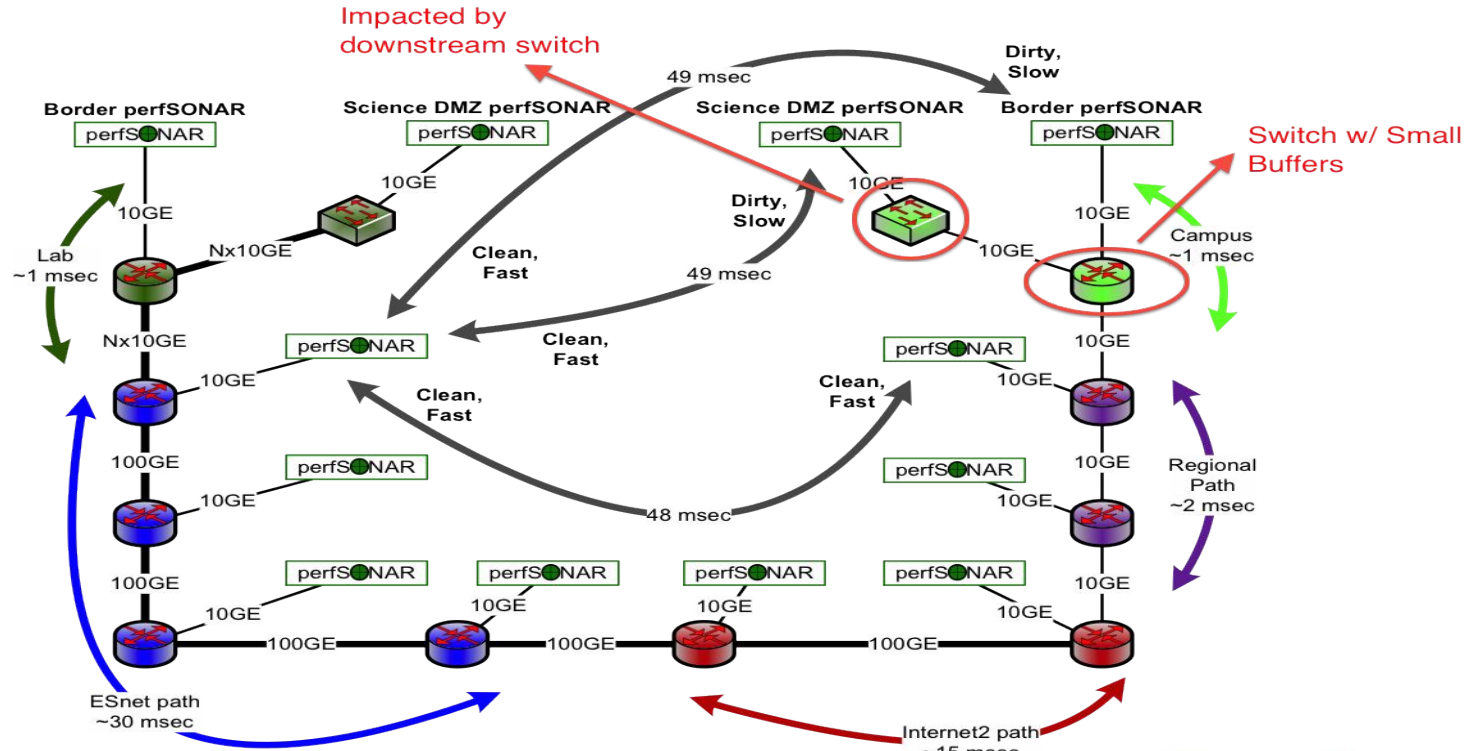 Impacted by
downstream switch
Dirty,
Slow
49 msec
Border perfSONAR
Science DMZ perfSONAR
Science DMZ perfSONAR
Border perfSONAR
perfSONAR
perfSONAR
perfSONAR
perfSONAR
Switch w/ Small
Buffers
10GE
10GE
10GE
10GE
Dirty,
Slow
Nx10GE
10GE
Lab
~1 msec
Clean,
Fast
49 msec
Campus
~1 msec
Nx10GE
perfSONAR
Clean,
Fast
10GE
perfSONAR
10GE
10GE
Clean,
Fast
Clean,
Fast
100GE
10GE
perfSONAR
perfSONAR
10GE
10GE
Regional
Path
~2 msec
48 msec
100GE
10GE
perfSONAR
perfSONAR
perfSONAR
perfSONAR
10GE
10GE
10GE
10GE
100GE
100GE
100GE
ESnet path
~30 msec
Internet2 path
~15 msec